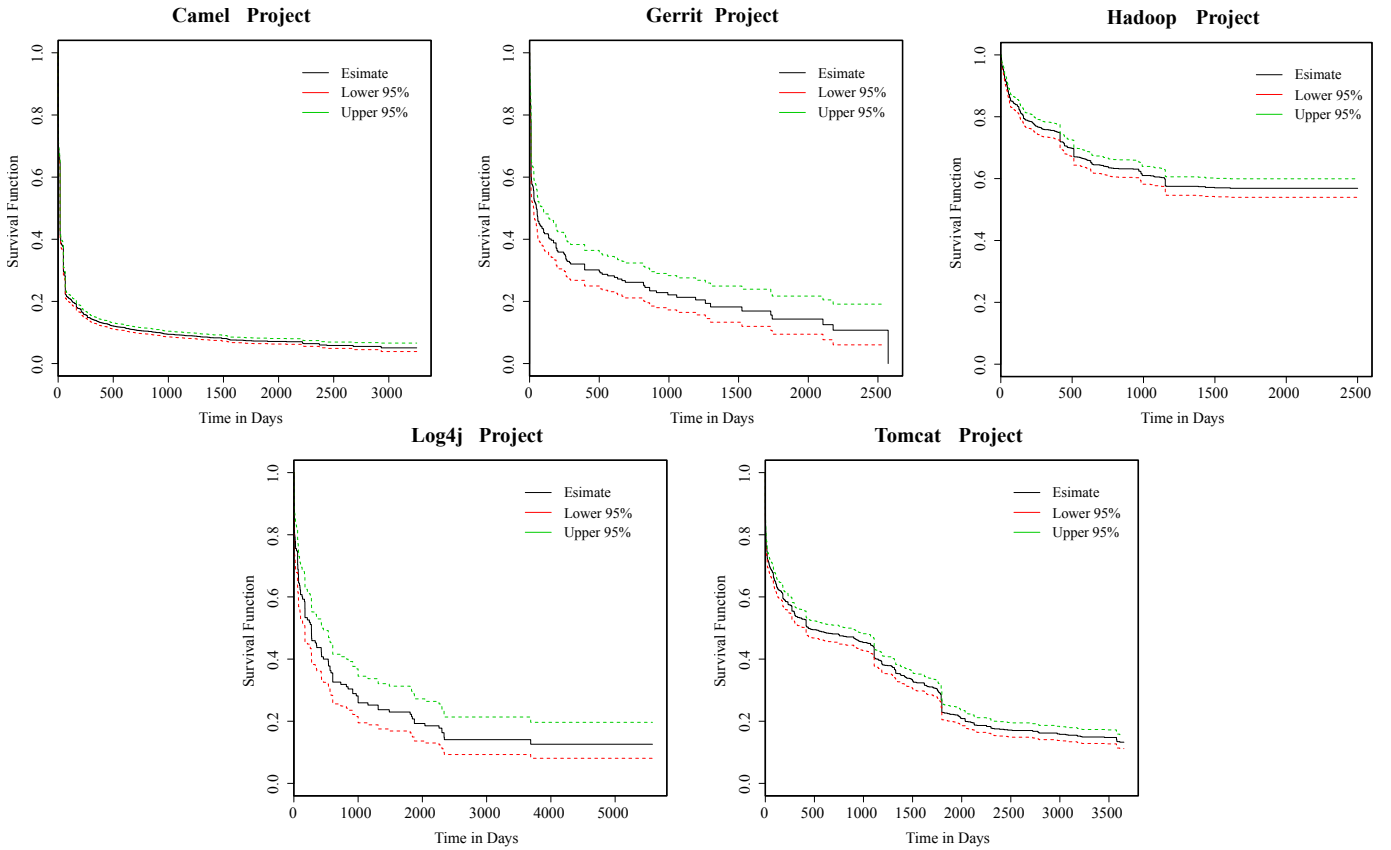 Camel Project
Survival Function
1.0
0.8
0.6
0.4
0.2
0.0
Esimate
Lower 95%
Upper 95%
0 500 1000 1500 2000 2500 3000
Time in Days
Gerrit Project
Survival Function
1.0
0.8
0.6
0.4
0.2
0.0
Esimate
Lower 95%
Upper 95%
0 500 1000 1500 2000 2500
Time in Days
Hadoop Project
Survival Function
1.0
0.8
0.6
0.4
0.2
0.0
Esimate
Lower 95%
Upper 95%
0 500 1000 1500 2000 2500
Time in Days
Log4j Project
Survival Function
1.0
0.8
0.6
0.4
0.2
0.0
Esimate
Lower 95%
Upper 95%
0 1000 2000 3000 4000 5000
Time in Days
Tomcat Project
Survival Function
1.0
0.8
0.6
0.4
0.2
0.0
Esimate
Lower 95%
Upper 95%
0 500 1000 1500 2000 2500 3000 3500
Time in Days